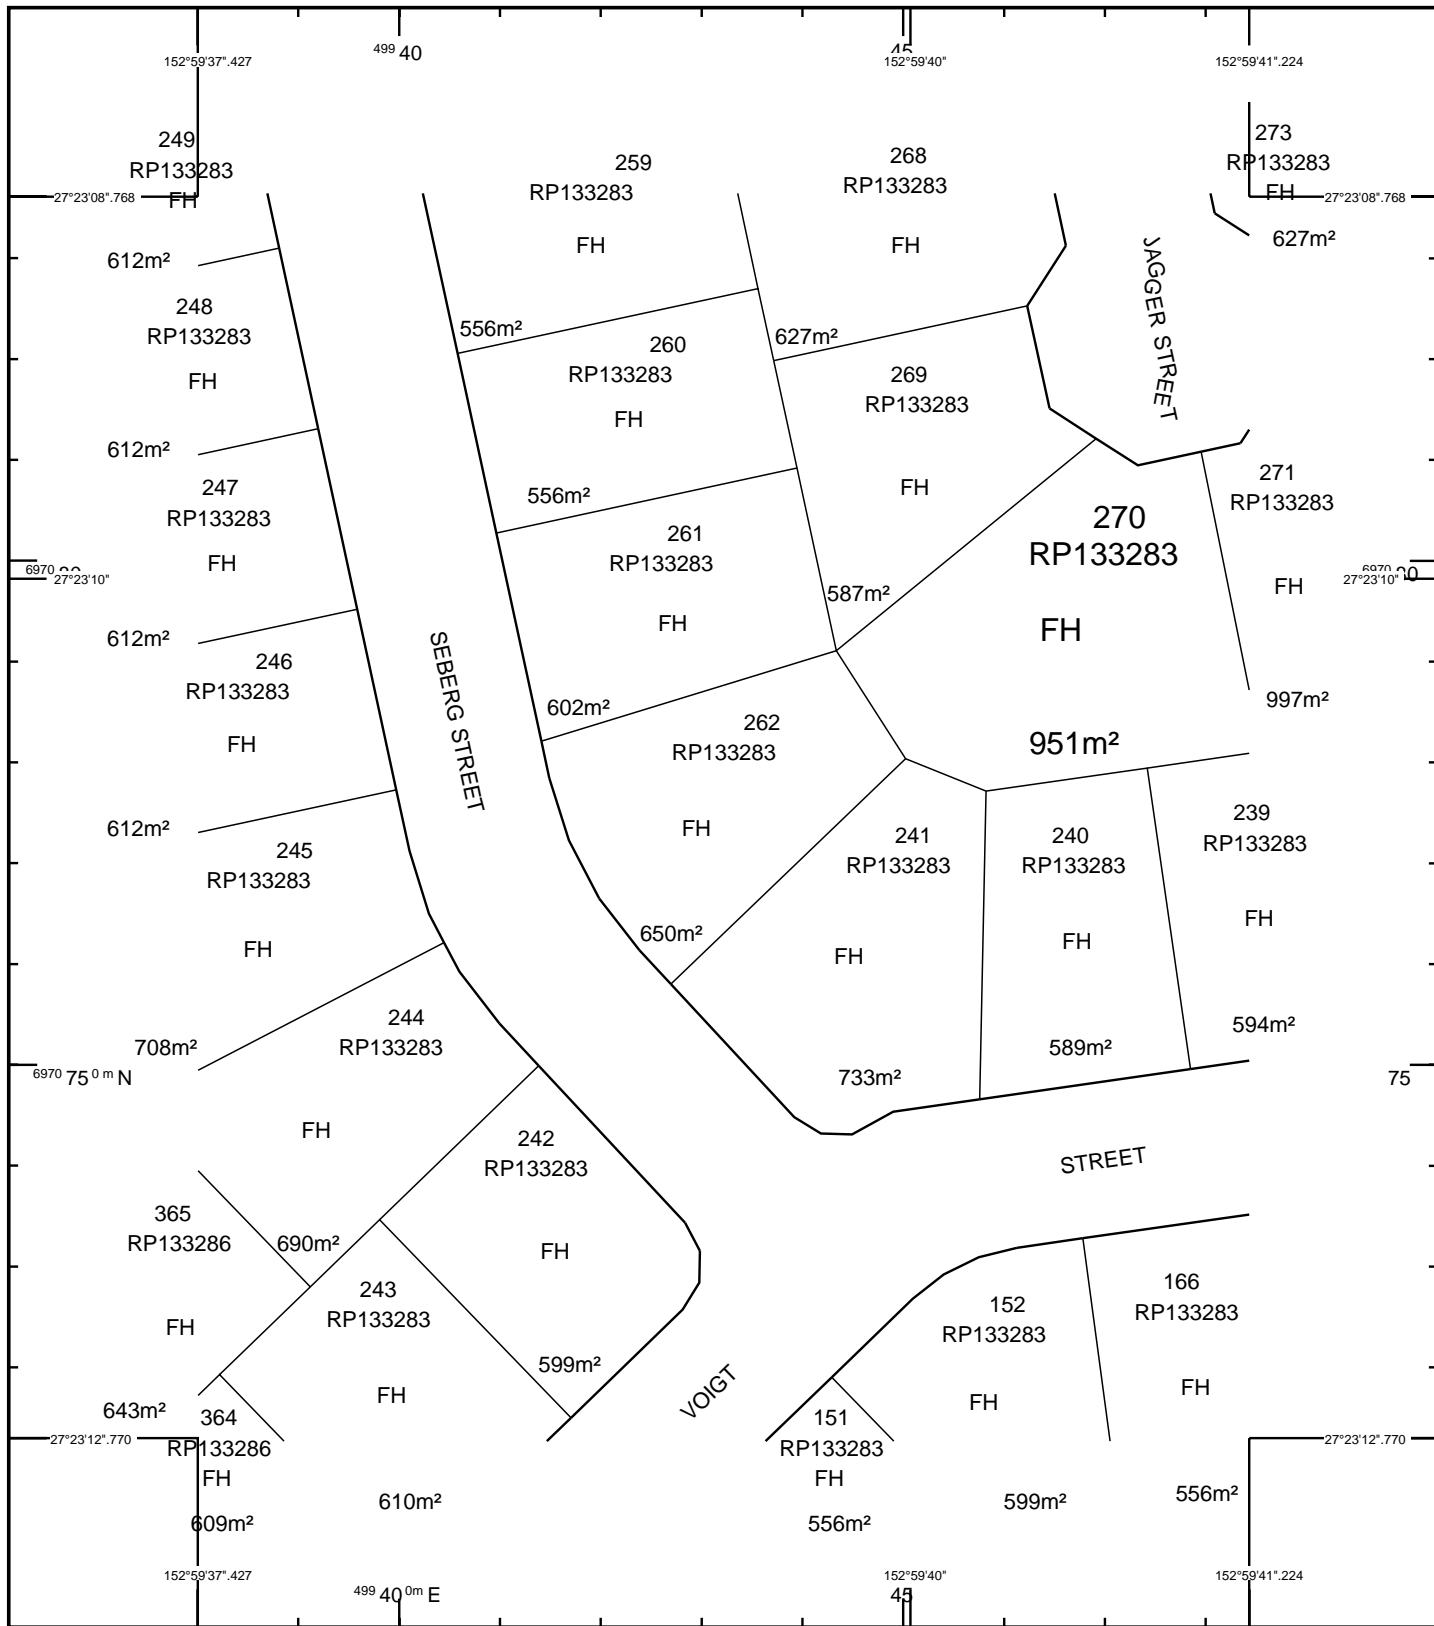 499 40
45
152°59'37".427
152°59'40"
152°59'41".224
249
RP133283
FH
259
RP133283
FH
268
RP133283
FH
273
RP133283
FH
27°23'08".768
27°23'08".768
612m²
627m²
JAGGER STREET
248
RP133283
FH
556m²
260
RP133283
FH
627m²
269
RP133283
FH
612m²
247
RP133283
FH
556m²
261
RP133283
FH
270
RP133283
FH
271
RP133283
FH
6970
27°23'10"
6970
27°23'10"
587m²
612m²
246
RP133283
FH
SEBERG STREET
602m²
262
RP133283
FH
997m²
951m²
612m²
245
RP133283
FH
241
RP133283
FH
240
RP133283
FH
239
RP133283
FH
650m²
244
RP133283
FH
708m²
733m²
589m²
594m²
6970 75 0 m N
75
242
RP133283
FH
STREET
365
RP133286
FH
690m²
243
RP133283
FH
599m²
VOIGT
152
RP133283
FH
166
RP133283
FH
643m²
364
RP133286
FH
151
RP133283
FH
27°23'12".770
27°23'12".770
609m²
610m²
556m²
599m²
556m²
152°59'37".427
152°59'40"
152°59'41".224
499 40 0m E
45